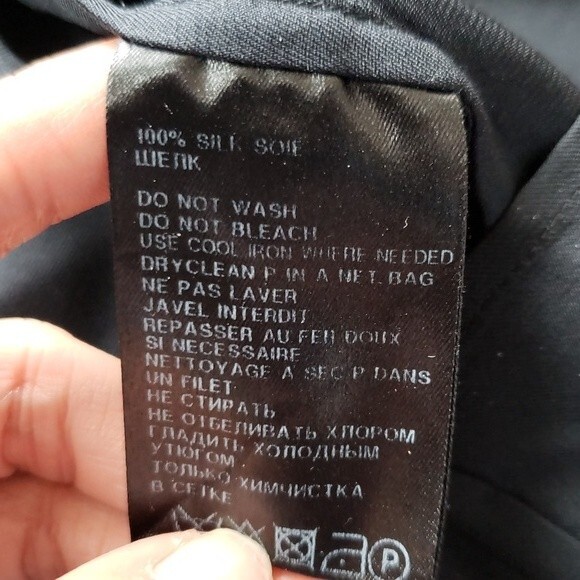 100% SILK SOIE
ШЕЛК
DO NOT WASH
DO NOT BLEACH
USE COOL IRON WHERE NEEDED
DRYCLEAN P IN A NET BAG
NE PAS LAVER
JAVEL INTERDIT
REPASSER AU FEU DOUX
SI NECESSAIRE
NETTOYAGE A SEC P DANS
UN FILET
НЕ СТИРАТЬ
НЕ ОТБЕЛИВАТЬ ХЛОРОМ
ГЛАДИТЬ ХОЛОДНЫМ
УТЮГОМ
ТОЛЬКО ХИМЧИСТКА
В СЕТКЕ
P